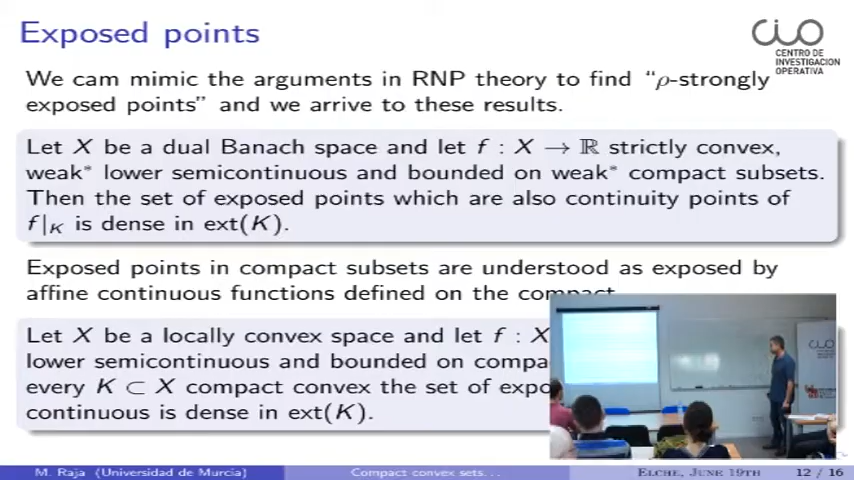 Exposed points
CIO
CENTRO DE
INVESTIGACION
OPERATIVA
We cam mimic the arguments in RNP theory to find “ρ-strongly
exposed points” and we arrive to these results.
Let X be a dual Banach space and let f : X → ℝ strictly convex,
weak* lower semicontinuous and bounded on weak* compact subsets.
Then the set of exposed points which are also continuity points of
f|K is dense in ext(K).
Exposed points in compact subsets are understood as exposed by
affine continuous functions defined on the compact
Let X be a locally convex space and let f : X
lower semicontinuous and bounded on compa
every K ⊂ X compact convex the set of expo
continuous is dense in ext(K).
M. Raja (Universidad de Murcia) Compact convex sets... Elche, June 19th 12 / 16